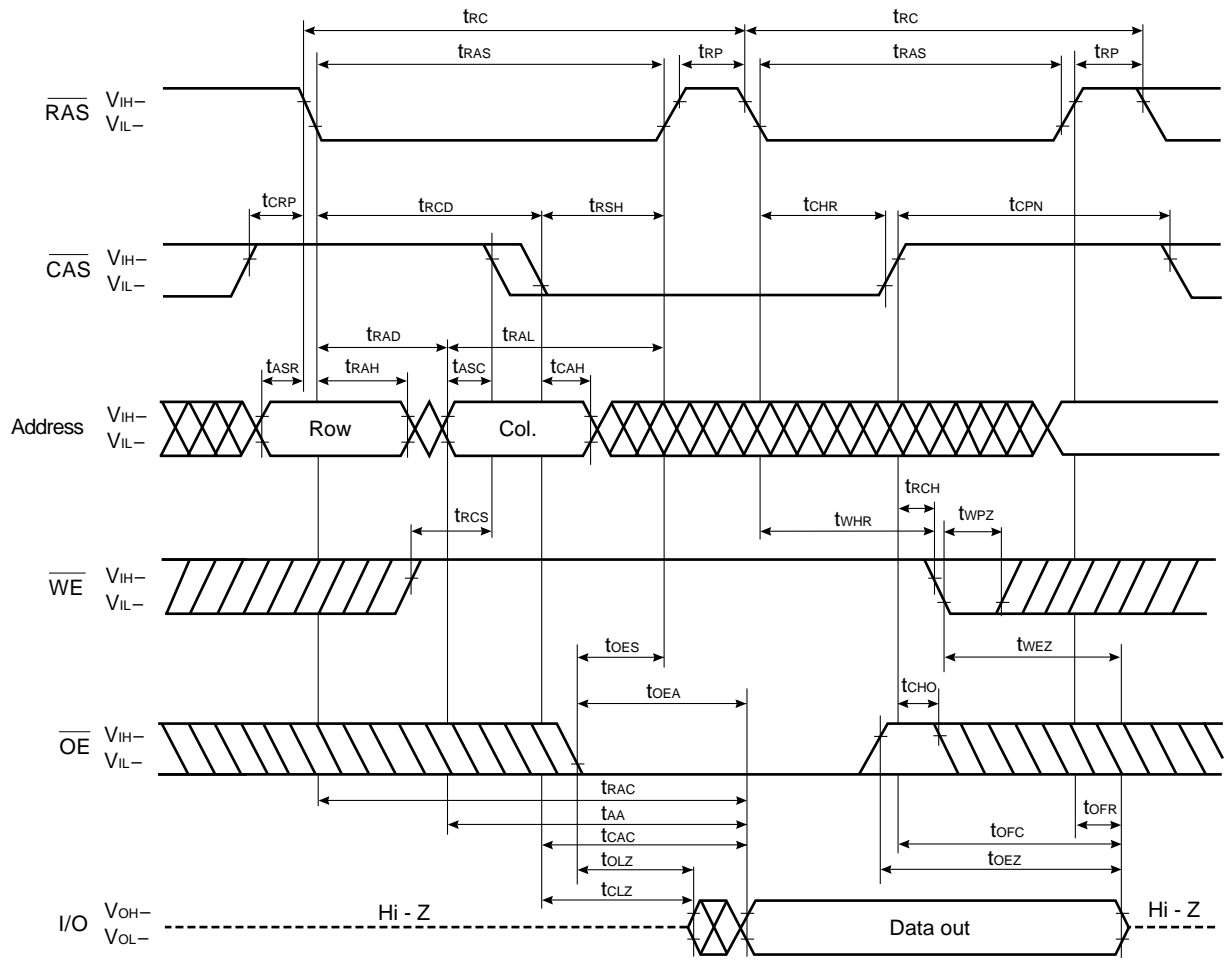 tRC tRC
tRAS tRP tRAS tRP
RAS VIH– VIL–
tCRP tRCD tRSH tCHR tCPN
CAS VIH– VIL–
tRAD tRAL
tASR tRAH tASC tCAH
Address VIH– VIL– Row Col.
tRCH
tRCS tWHR tWPZ
WE VIH– VIL–
tOES tWEZ
tOEA tCHO
OE VIH– VIL–
tRAC
tAA tOFR
tCAC tOFC
tOLZ tOEZ
tCLZ
I/O VOH– VOL– Hi - Z Data out Hi - Z